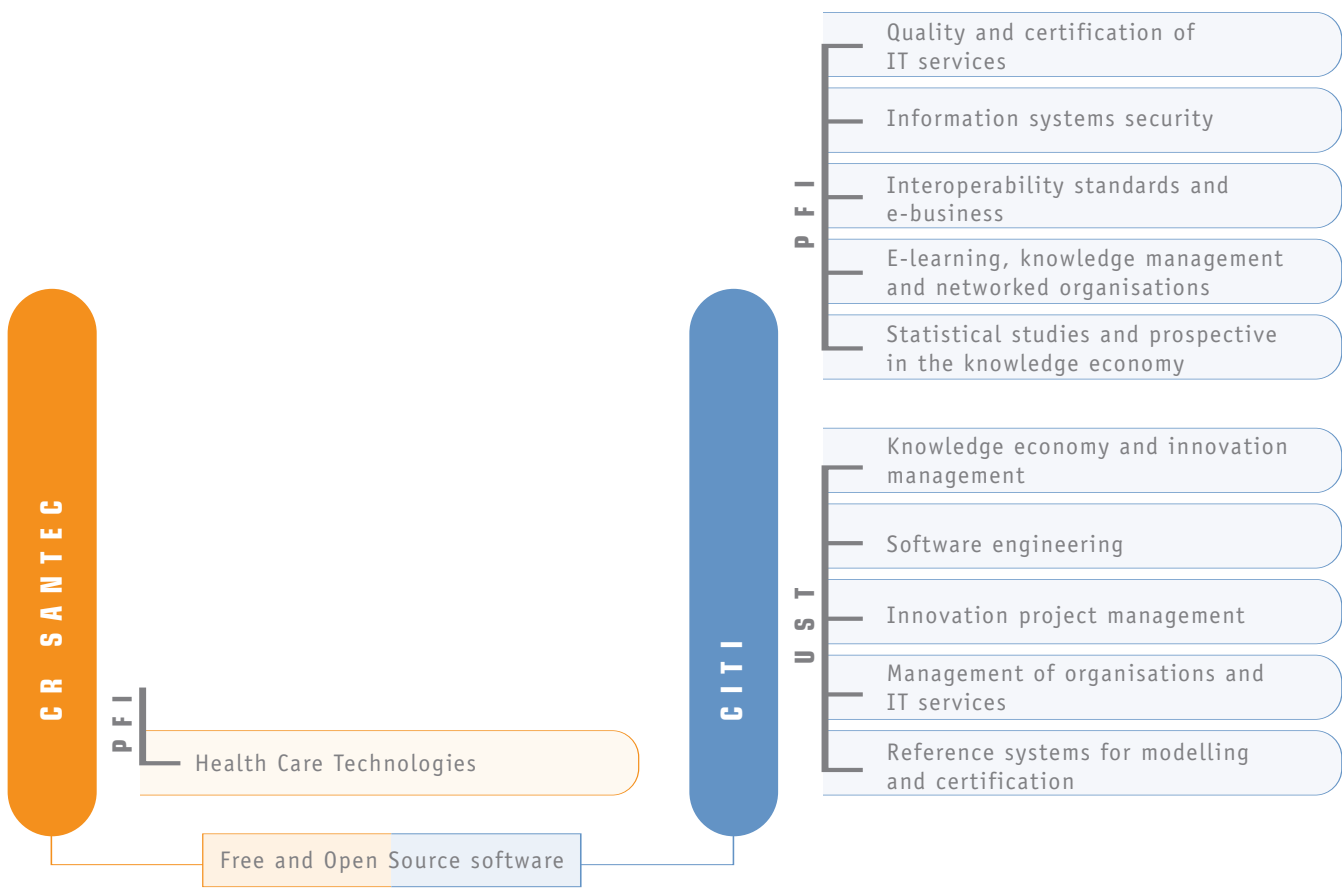 CR SANTEC
PFI
Health Care Technologies
Free and Open Source software
CITI
PFI
Quality and certification of
IT services
Information systems security
Interoperability standards and
e-business
E-learning, knowledge management
and networked organisations
Statistical studies and prospective
in the knowledge economy
UST
Knowledge economy and innovation
management
Software engineering
Innovation project management
Management of organisations and
IT services
Reference systems for modelling
and certification